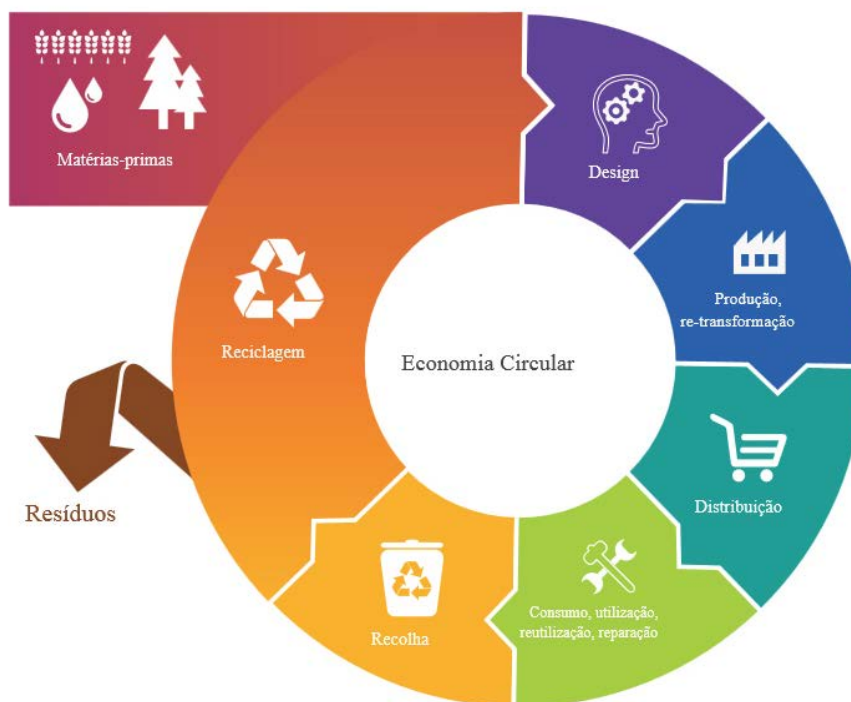 Matérias-primas
Design
Produção,
re-transformação
Distribuição
Consumo, utilização,
reutilização, reparação
Recolha
Reciclagem
Resíduos
Economia Circular